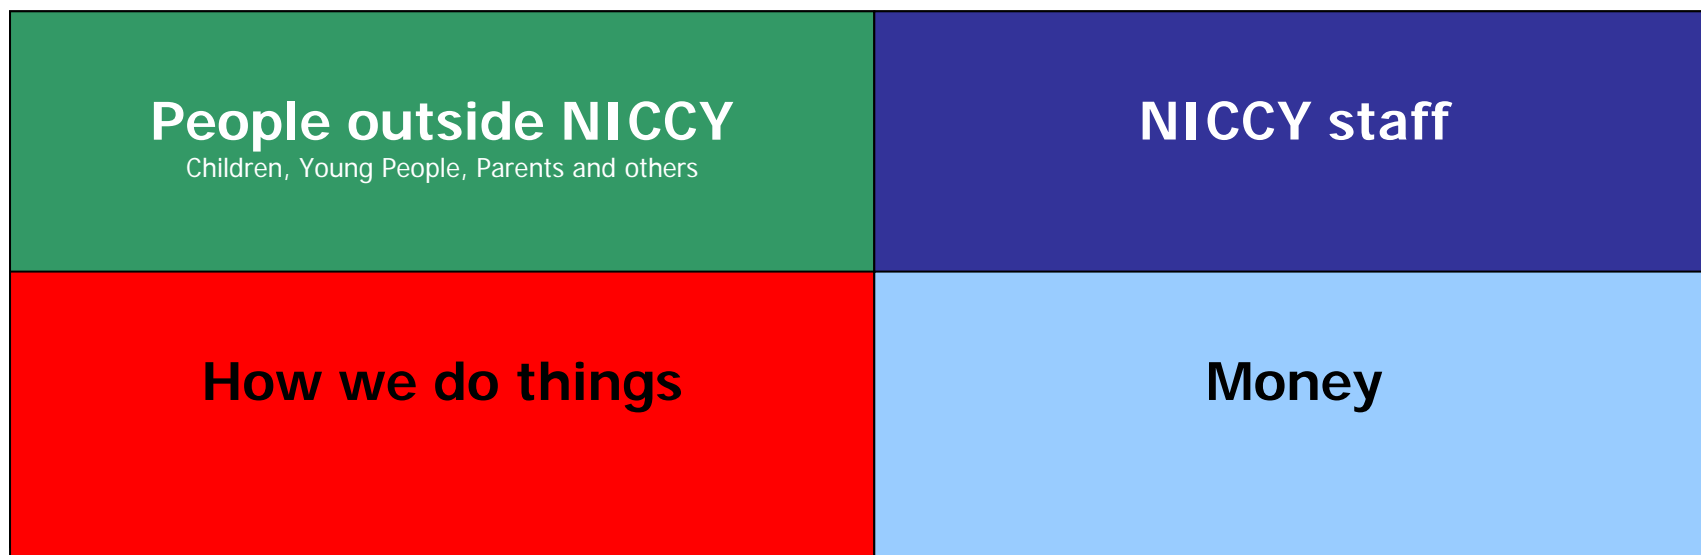 People outside NICCY
Children, Young People, Parents and others
NICCY staff
How we do things
Money